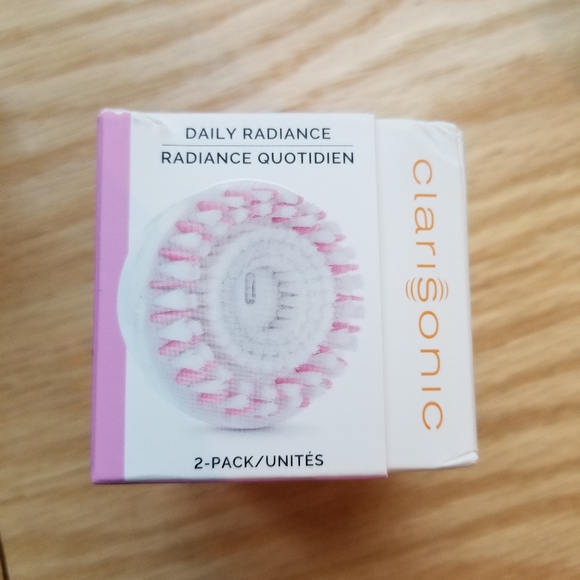 DAILY RADIANCE
RADIANCE QUOTIDIEN
2-PACK/UNITÉS
clarisonic